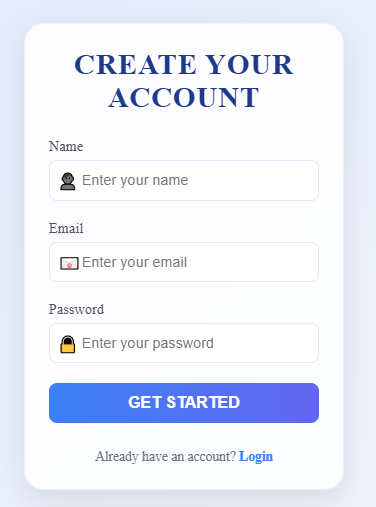 CREATE YOUR
ACCOUNT
Name
Enter your name
Email
Enter your email
Password
Enter your password
GET STARTED
Already have an account? Login